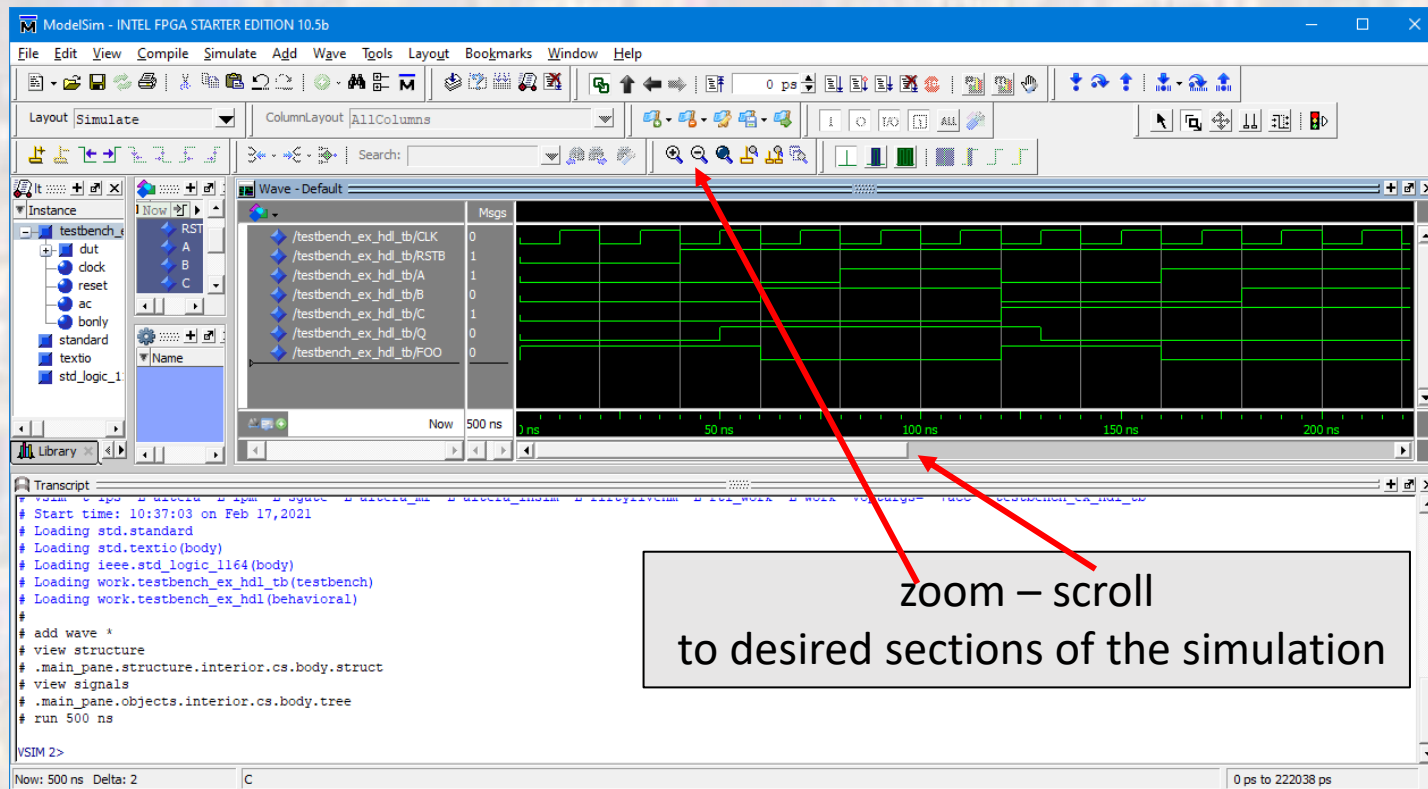 ModelSim - INTEL FPGA STARTER EDITION 10.5b
File Edit View Compile Simulate Add Wave Tools Layout Bookmarks Window Help
0 ps
Layout Simulate ColumnLayout AllColumns
ALL
Search:
Wave - Default
Instance
testbench_e
dut
clock
reset
ac
bonly
standard
textio
std_logic_1
Library
Now
RST
A
B
C
Name
Msgs
/testbench_ex_hdl_tb/CLK 0
/testbench_ex_hdl_tb/RSTB 1
/testbench_ex_hdl_tb/A 1
/testbench_ex_hdl_tb/B 0
/testbench_ex_hdl_tb/C 1
/testbench_ex_hdl_tb/Q 0
/testbench_ex_hdl_tb/FOO 0
Now 500 ns
ns 50 ns 100 ns 150 ns 200 ns
Transcript
# Start time: 10:37:03 on Feb 17,2021
# Loading std.standard
# Loading std.textio(body)
# Loading ieee.std_logic_1164(body)
# Loading work.testbench_ex_hdl_tb(testbench)
# Loading work.testbench_ex_hdl(behavioral)
#
# add wave *
# view structure
# .main_pane.structure.interior.cs.body.struct
# view signals
# .main_pane.objects.interior.cs.body.tree
# run 500 ns
VSIM 2>
zoom – scroll
to desired sections of the simulation
Now: 500 ns Delta: 2 C 0 ps to 222038 ps